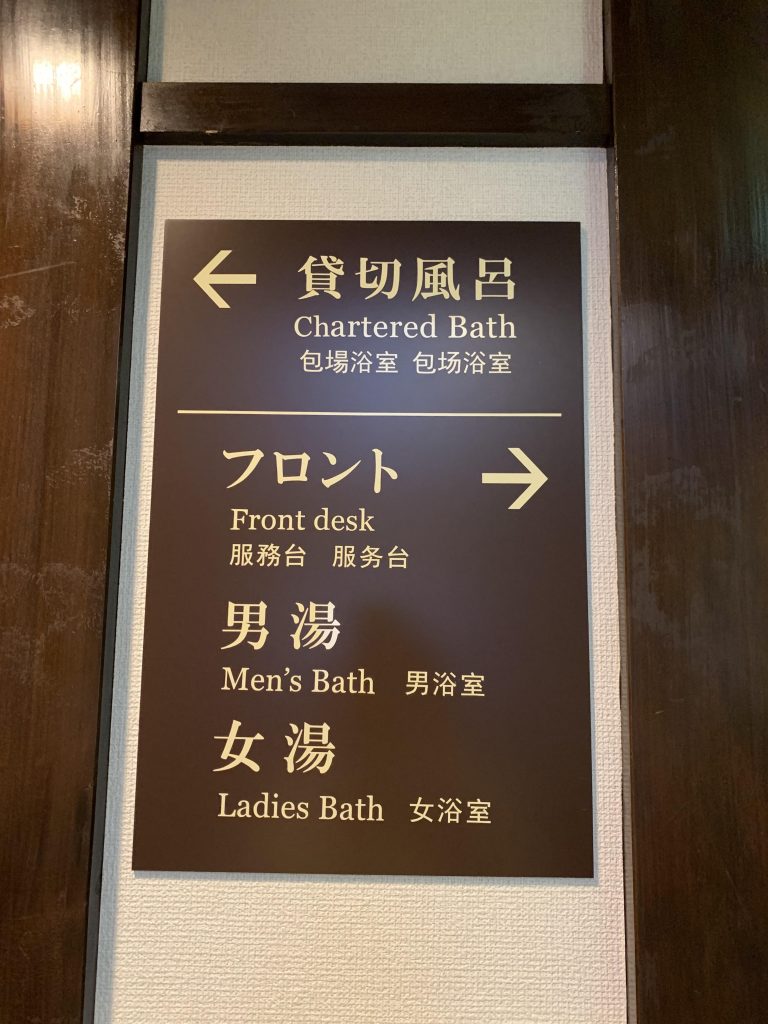 ← 貸切風呂
Chartered Bath
包場浴室 包场浴室
フロント →
Front desk
服務台 服务台
男湯
Men's Bath 男浴室
女湯
Ladies Bath 女浴室